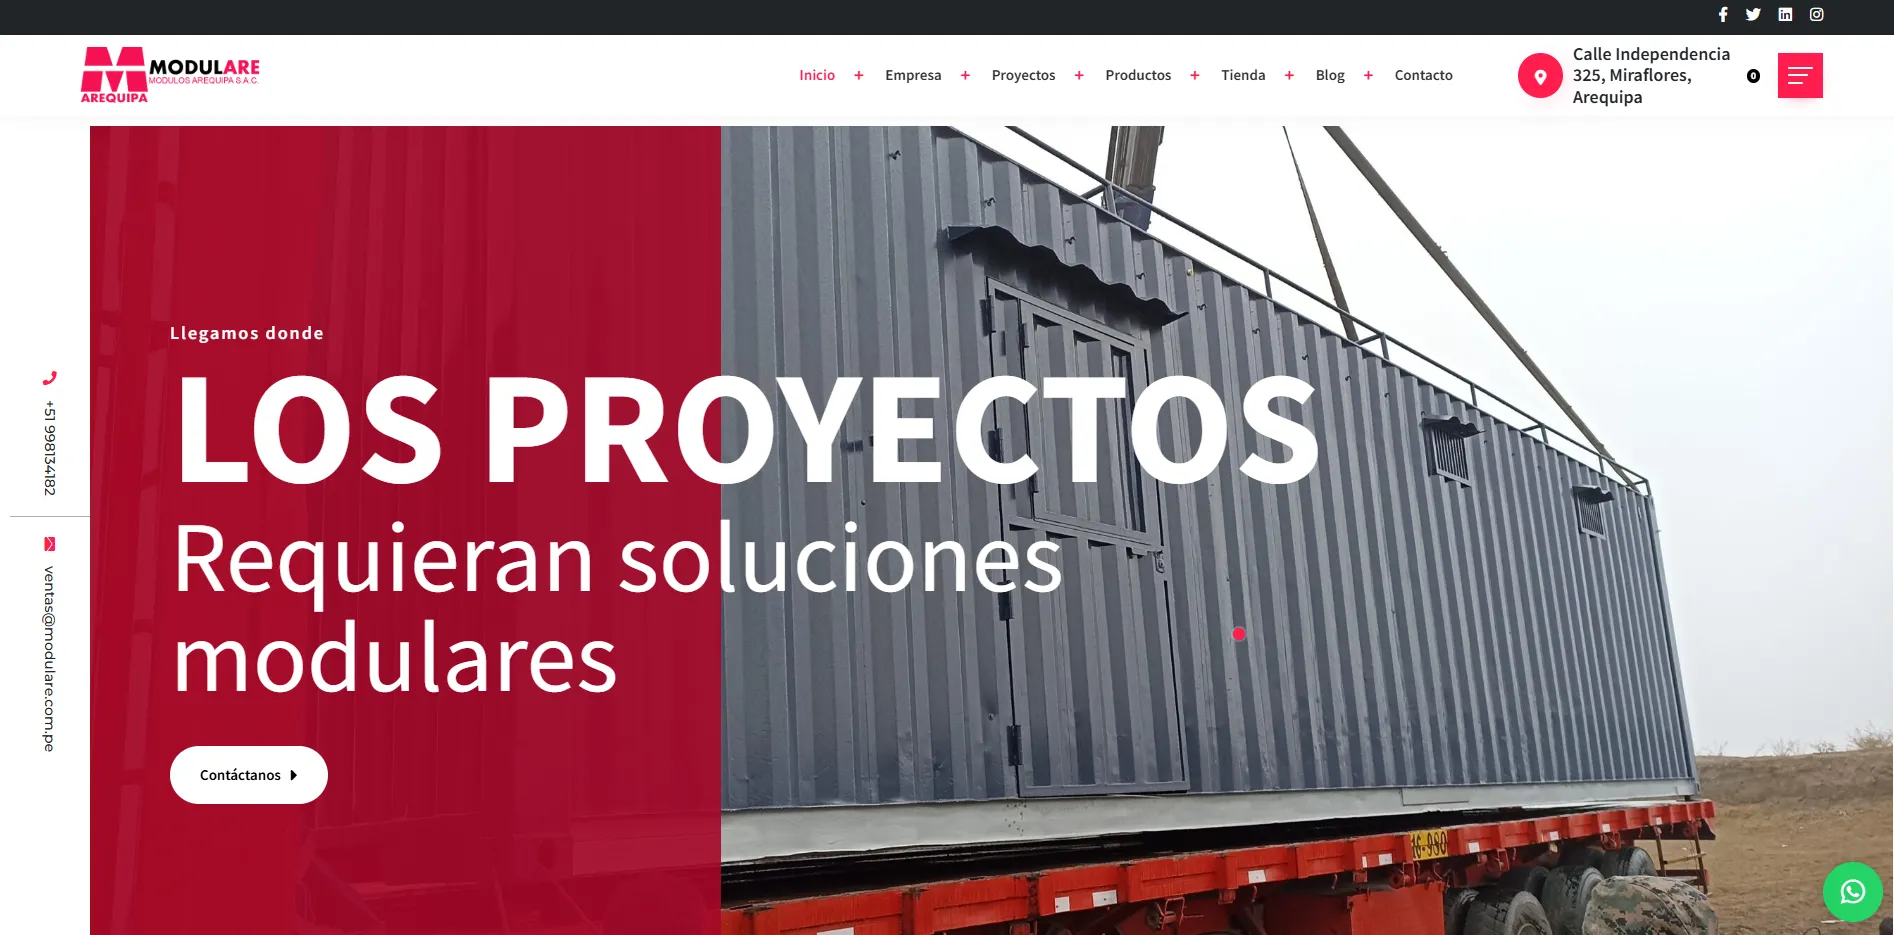 MODULARE
MODULOS AREQUIPA S.A.C.
AREQUIPA
Inicio + Empresa + Proyectos + Productos + Tienda + Blog + Contacto
Calle Independencia
325, Miraflores,
Arequipa
0
+51 998134182
ventas@modulare.com.pe
Llegamos donde
LOS PROYECTOS
Requieran soluciones
modulares
Contáctanos